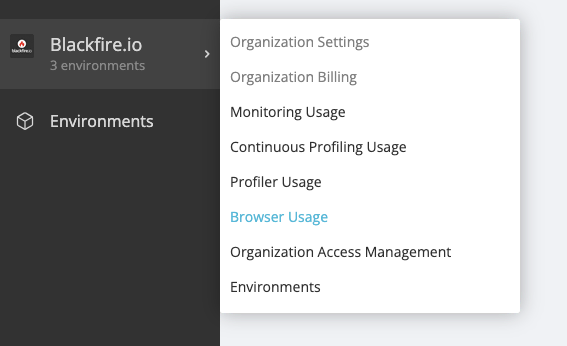 Blackfire.io
3 environments
Environments
Organization Settings
Organization Billing
Monitoring Usage
Continuous Profiling Usage
Profiler Usage
Browser Usage
Organization Access Management
Environments